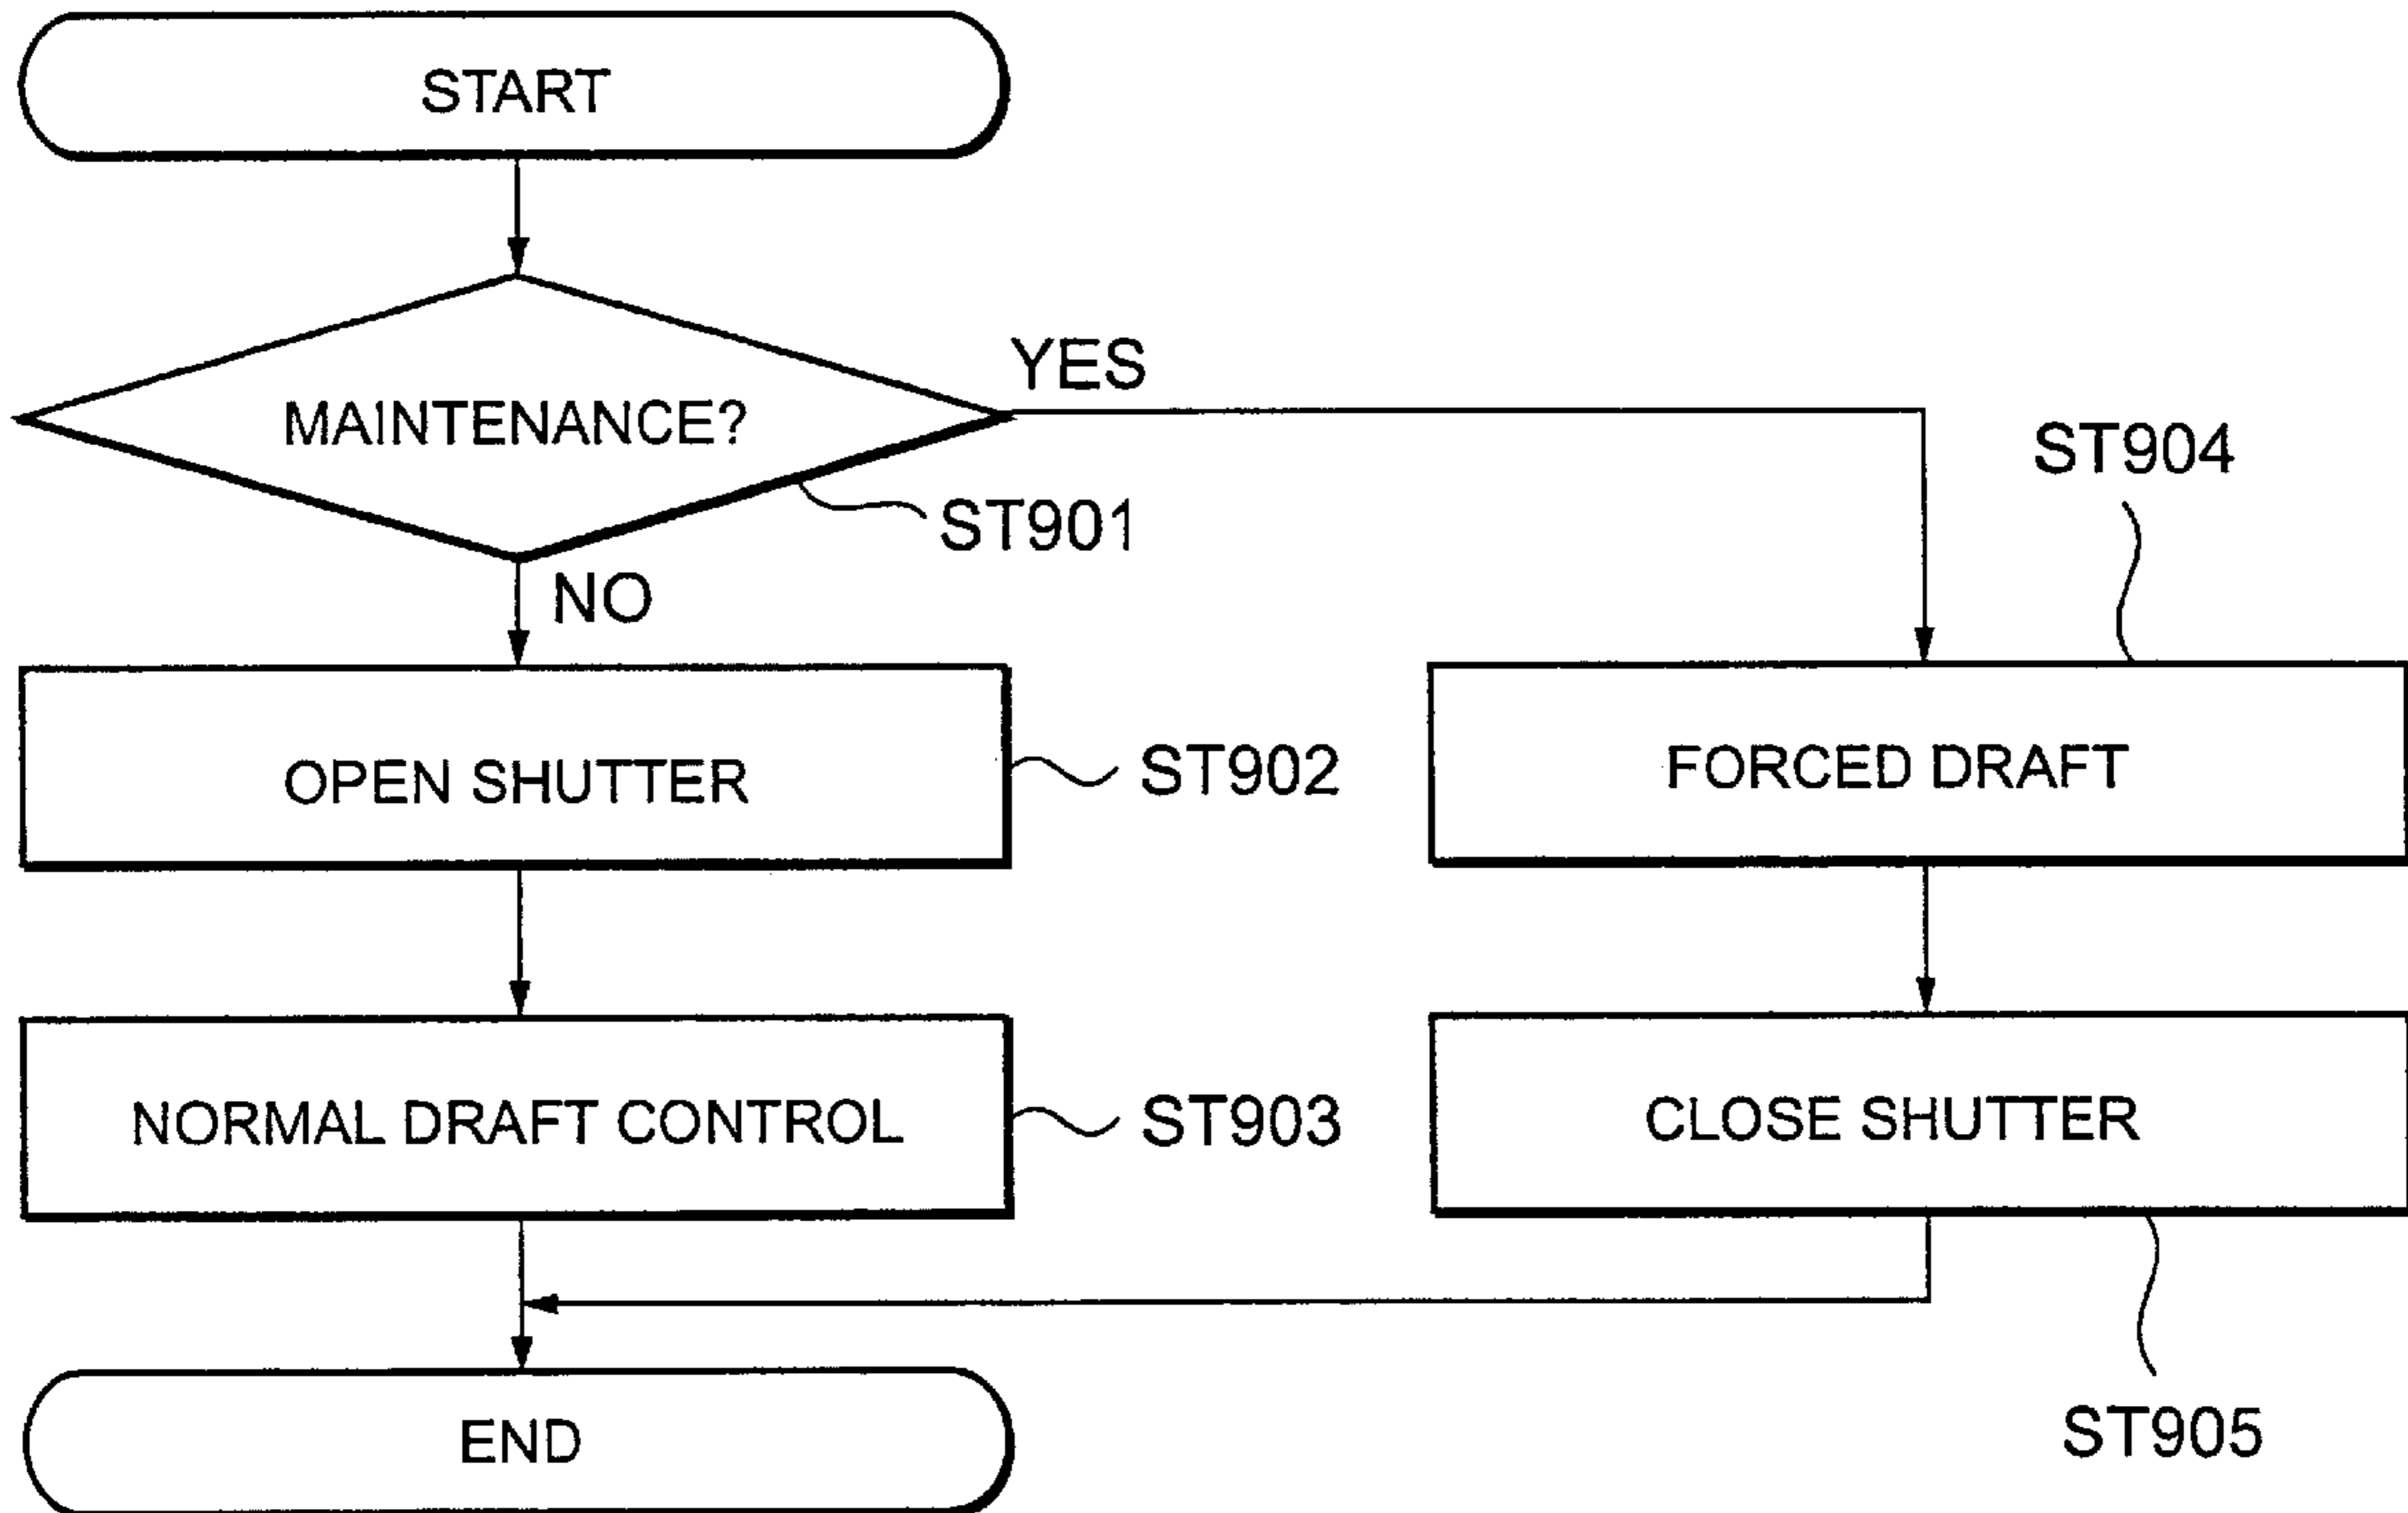 START
MAINTENANCE?
YES
ST901
NO
ST904
OPEN SHUTTER
ST902
FORCED DRAFT
NORMAL DRAFT CONTROL
ST903
CLOSE SHUTTER
END
ST905